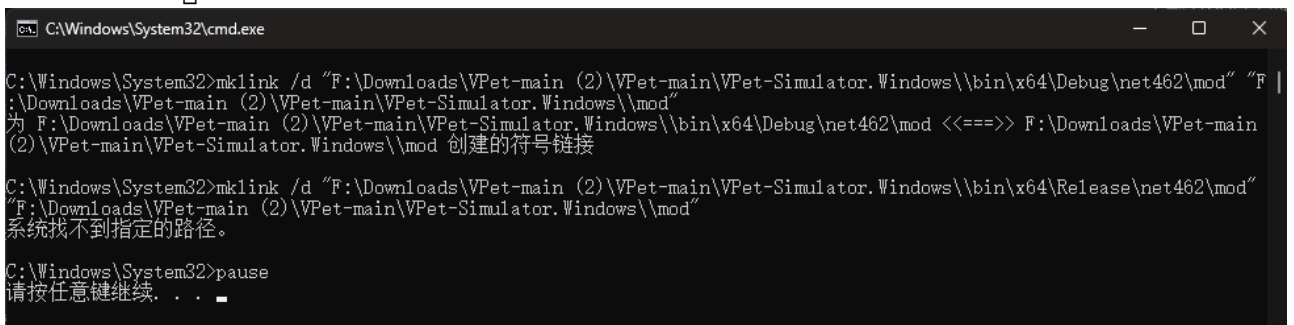 C:\Windows\System32\cmd.exe
C:\Windows\System32>mklink /d "F:\Downloads\VPet-main (2)\VPet-main\VPet-Simulator.Windows\\bin\x64\Debug\net462\mod" "F
:\Downloads\VPet-main (2)\VPet-main\VPet-Simulator.Windows\\mod"
为 F:\Downloads\VPet-main (2)\VPet-main\VPet-Simulator.Windows\\bin\x64\Debug\net462\mod <<===>> F:\Downloads\VPet-main
(2)\VPet-main\VPet-Simulator.Windows\\mod 创建的符号链接
C:\Windows\System32>mklink /d "F:\Downloads\VPet-main (2)\VPet-main\VPet-Simulator.Windows\\bin\x64\Release\net462\mod"
"F:\Downloads\VPet-main (2)\VPet-main\VPet-Simulator.Windows\\mod"
系统找不到指定的路径。
C:\Windows\System32>pause
请按任意键继续. . .